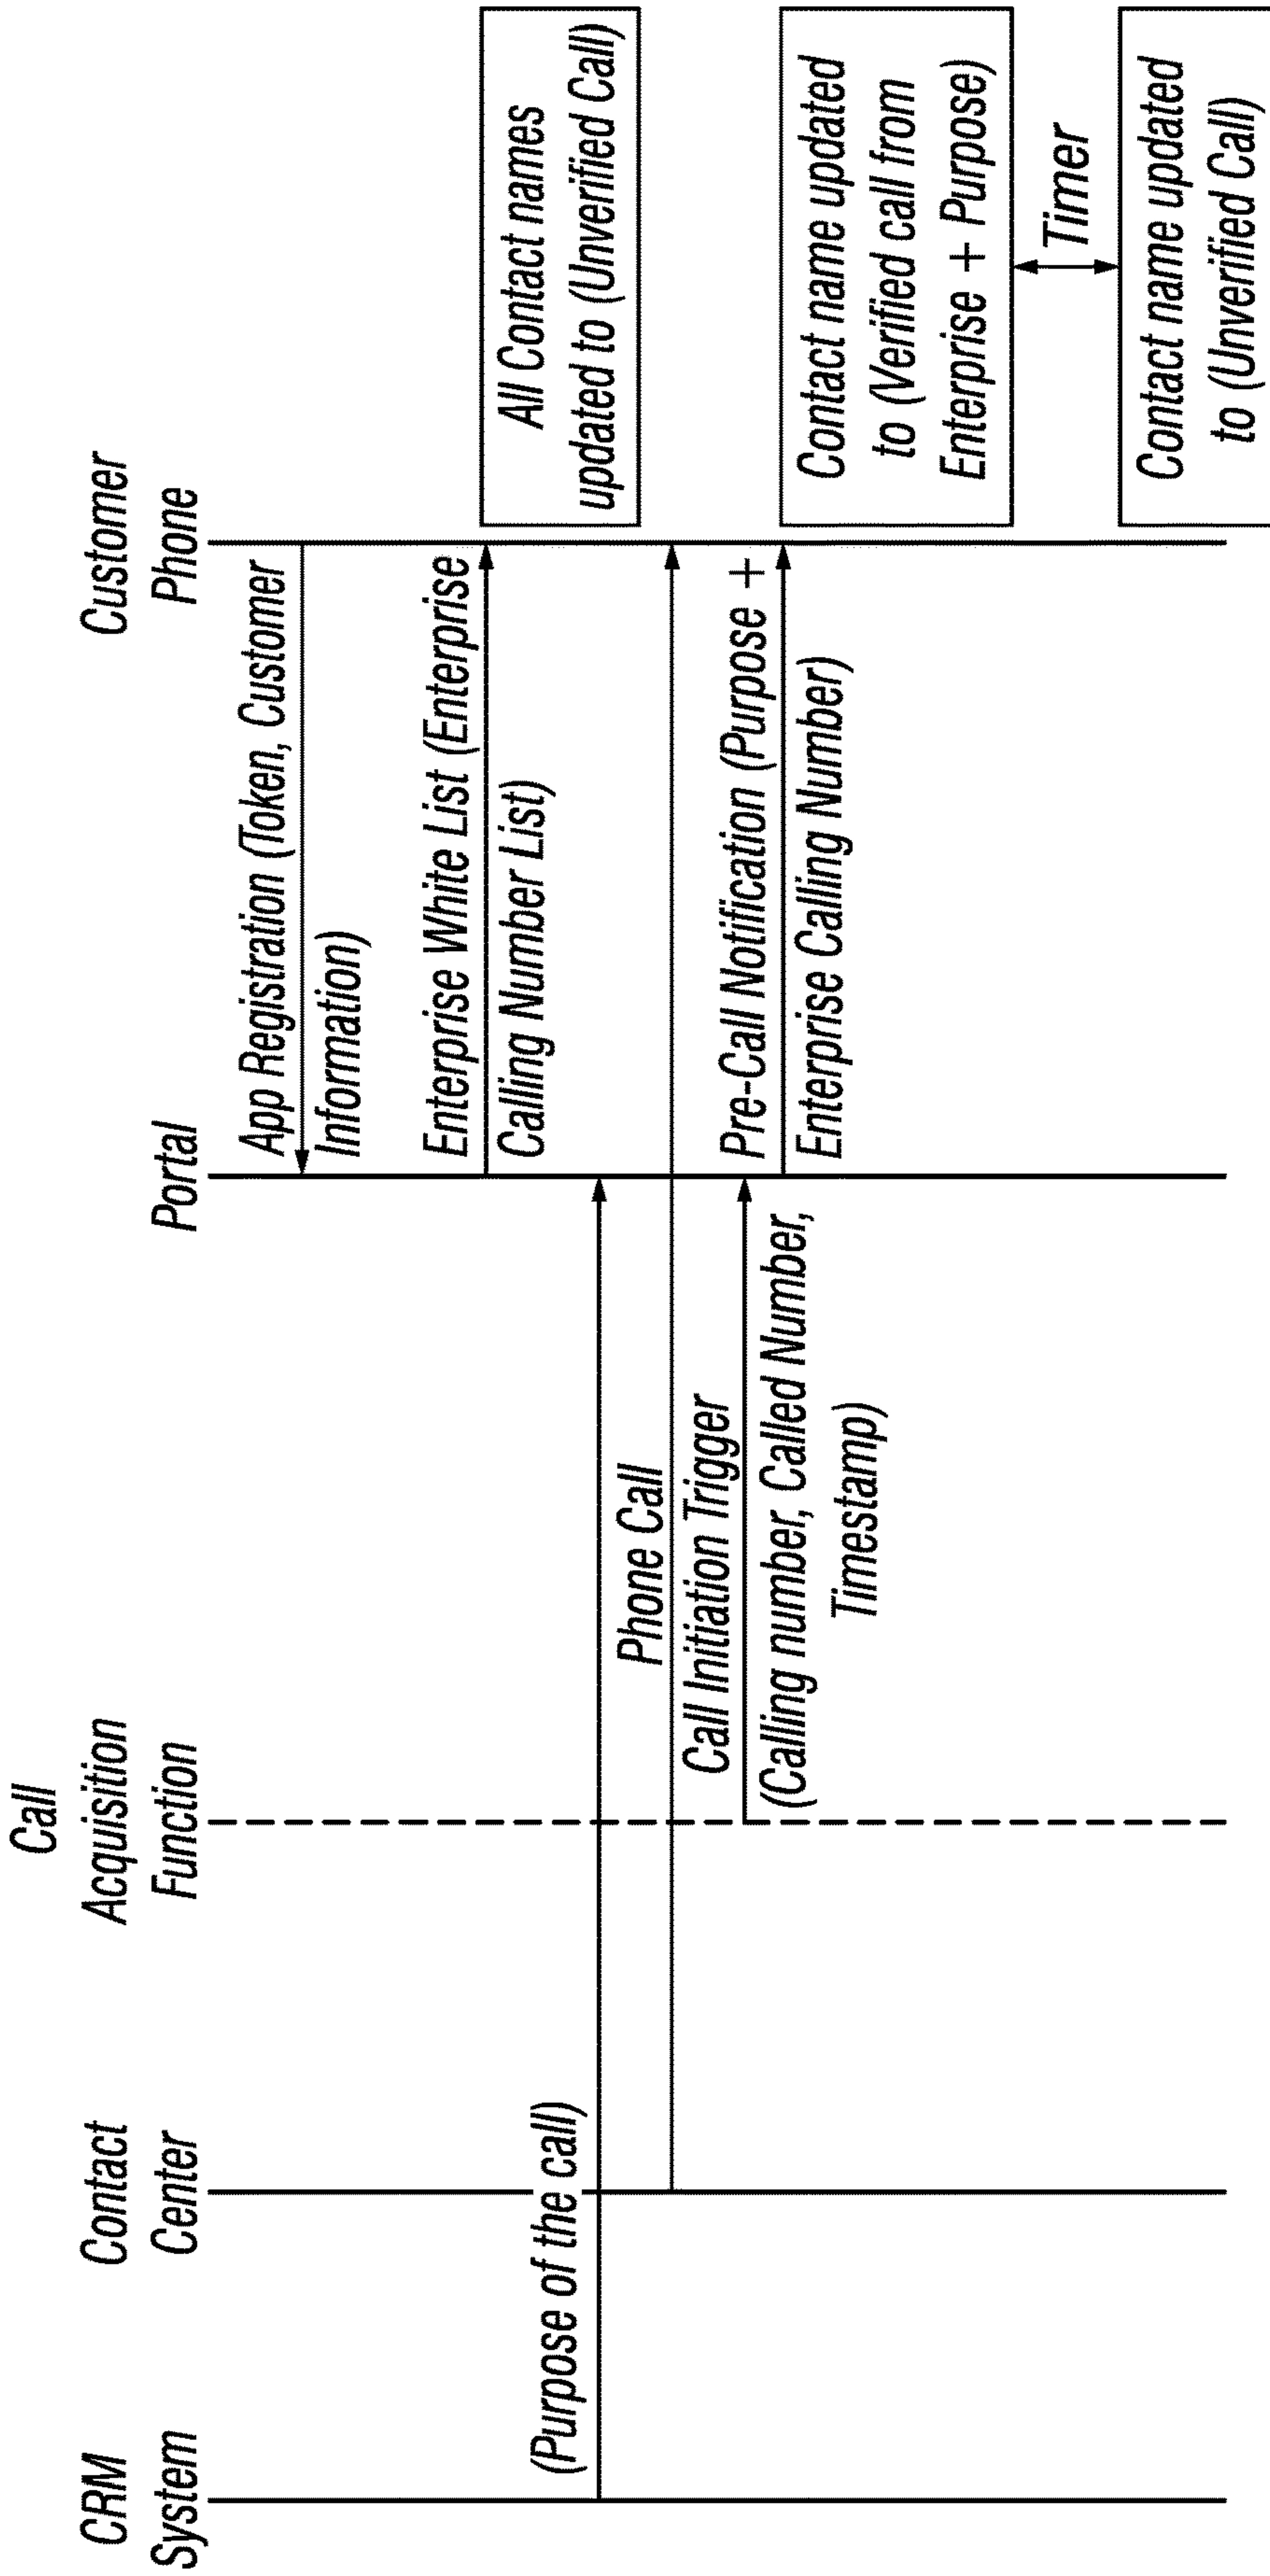 CRM
System
Contact
Center
Call
Acquisition
Function
Portal
Customer
Phone
App Registration (Token, Customer
Information)
Enterprise White List (Enterprise
Calling Number List)
All Contact names
updated to (Unverified Call)
(Purpose of the call)
Phone Call
Call Initiation Trigger
(Calling number, Called Number,
Timestamp)
Pre-Call Notification (Purpose +
Enterprise Calling Number)
Contact name updated
to (Verified call from
Enterprise + Purpose)
Timer
Contact name updated
to (Unverified Call)